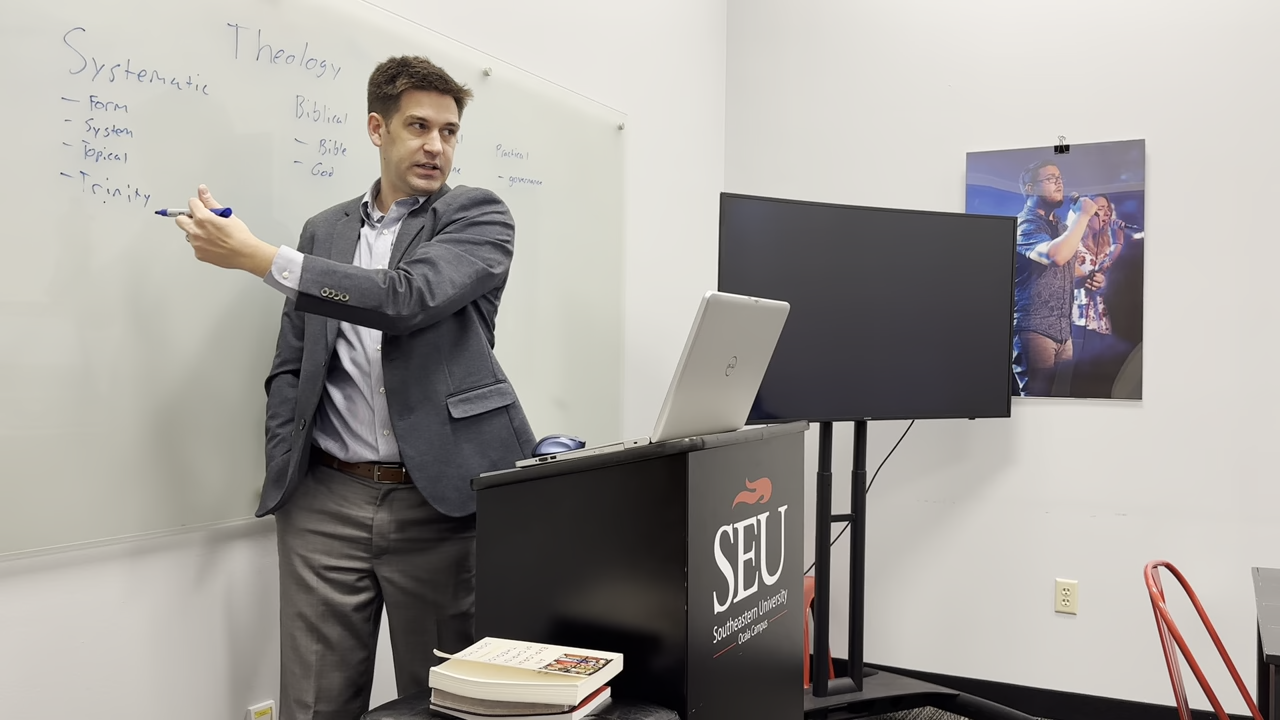 Theology
Systematic
- Form
- System
- Topical
- Trinity
Biblical
- Bible
- God
Practical
- governance
SEU
Southeastern University
Ocala Campus